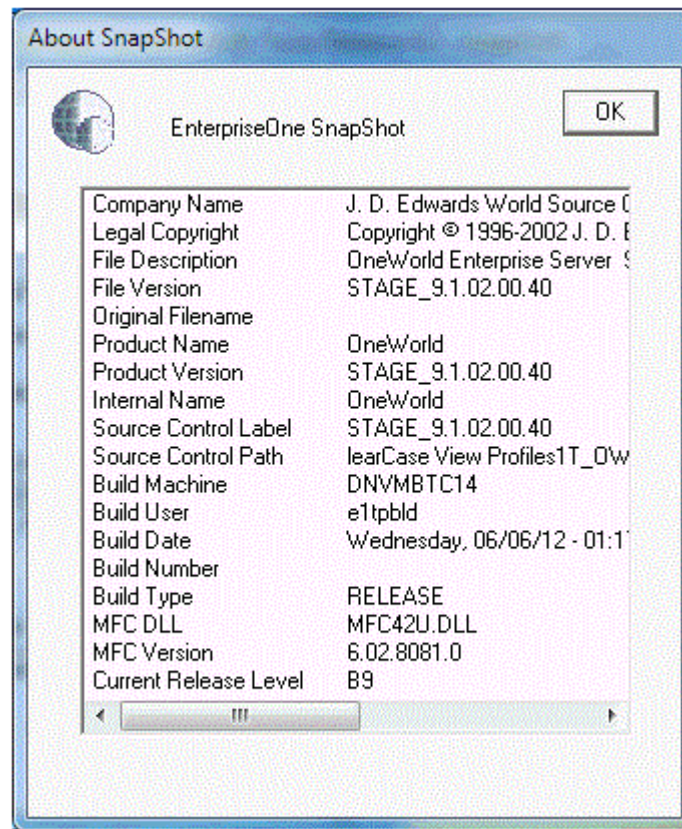 About SnapShot
EnterpriseOne SnapShot
OK
Company Name J. D. Edwards World Source
Legal Copyright Copyright © 1996-2002 J. D.
File Description OneWorld Enterprise Server
File Version STAGE_9.1.02.00.40
Original Filename
Product Name OneWorld
Product Version STAGE_9.1.02.00.40
Internal Name OneWorld
Source Control Label STAGE_9.1.02.00.40
Source Control Path learCase View Profiles1T_OW
Build Machine DNVMBTC14
Build User e1tpbld
Build Date Wednesday, 06/06/12 - 01:1
Build Number
Build Type RELEASE
MFC DLL MFC42U.DLL
MFC Version 6.02.8081.0
Current Release Level B9